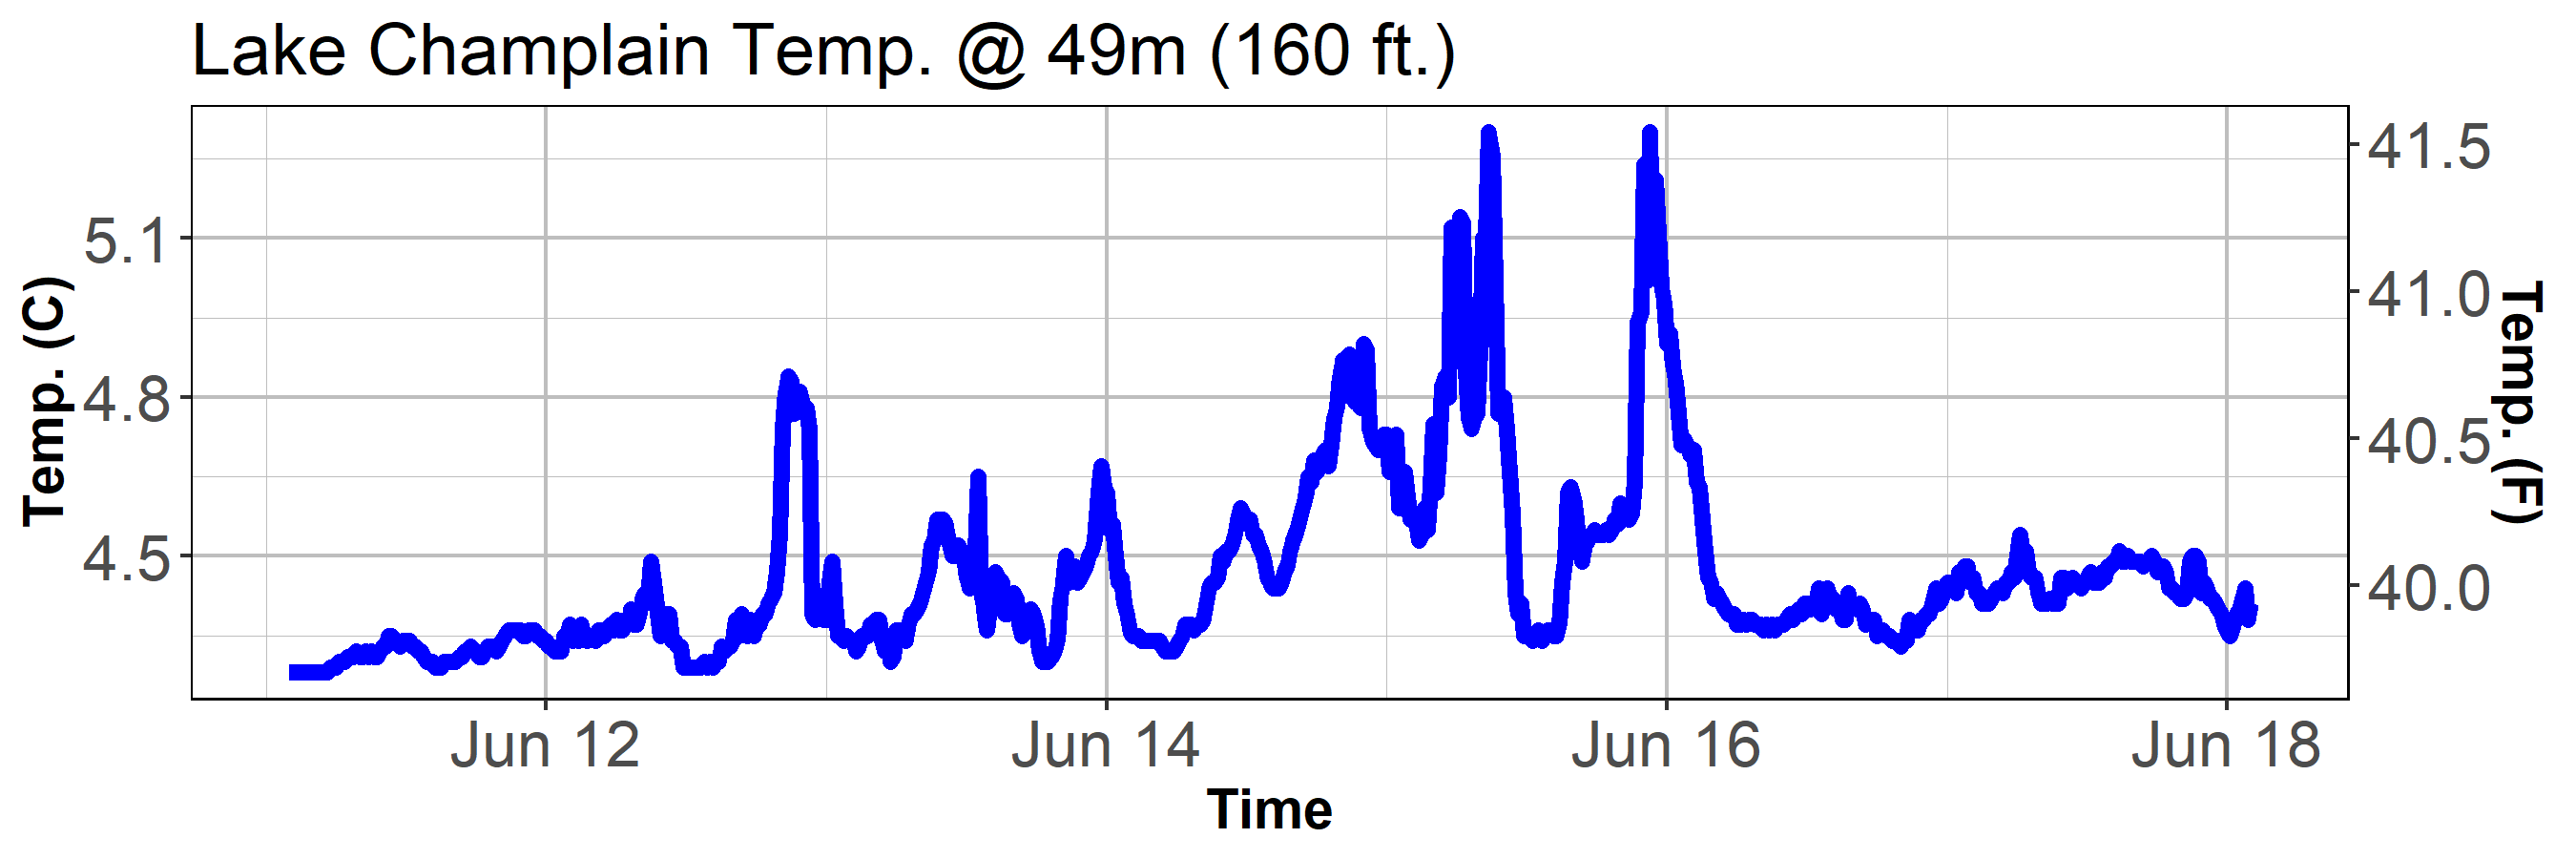 Lake Champlain Temp. @ 49m (160 ft.)
Temp. (C)
5.1
4.8
4.5
41.5
41.0
40.5
40.0
Temp. (F)
Jun 12 Jun 14 Jun 16 Jun 18
Time